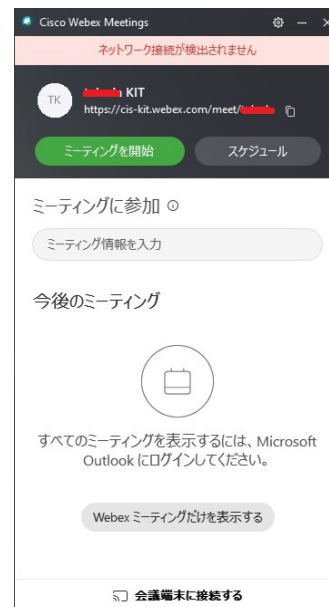 Cisco Webex Meetings
ネットワーク接続が検出されません
TK
KIT
https://cis-kit.webex.com/meet/
ミーティングを開始 スケジュール
ミーティングに参加
ミーティング情報を入力
今後のミーティング
すべてのミーティングを表示するには、Microsoft
Outlook にログインしてください。
Webex ミーティングだけを表示する
会議端末に接続する